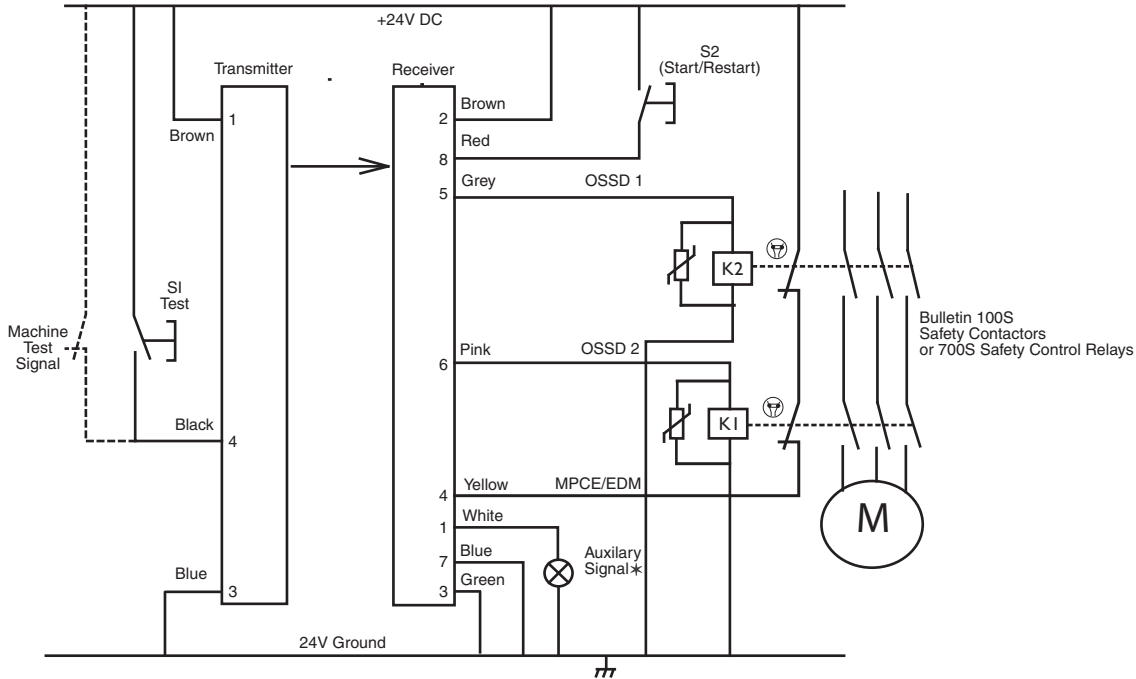 +24V DC
Transmitter
Receiver
S2
(Start/Restart)
1
Brown
2
Brown
8
Red
5
Grey
OSSD 1
K2
SI
Test
Machine
Test
Signal
Bulletin 100S
Safety Contactors
or 700S Safety Control Relays
6
Pink
OSSD 2
K1
Black
4
4
Yellow
MPCE/EDM
1
White
M
7
Blue
Auxilary
Signal✶
3
Green
Blue
3
24V Ground